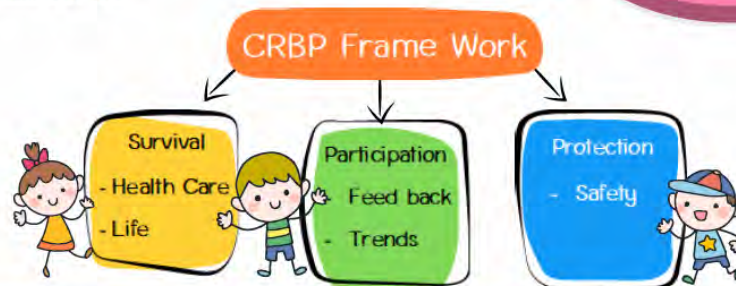 CRBP Frame Work
Survival
- Health Care
- Life
Participation
- Feed back
- Trends
Protection
- Safety